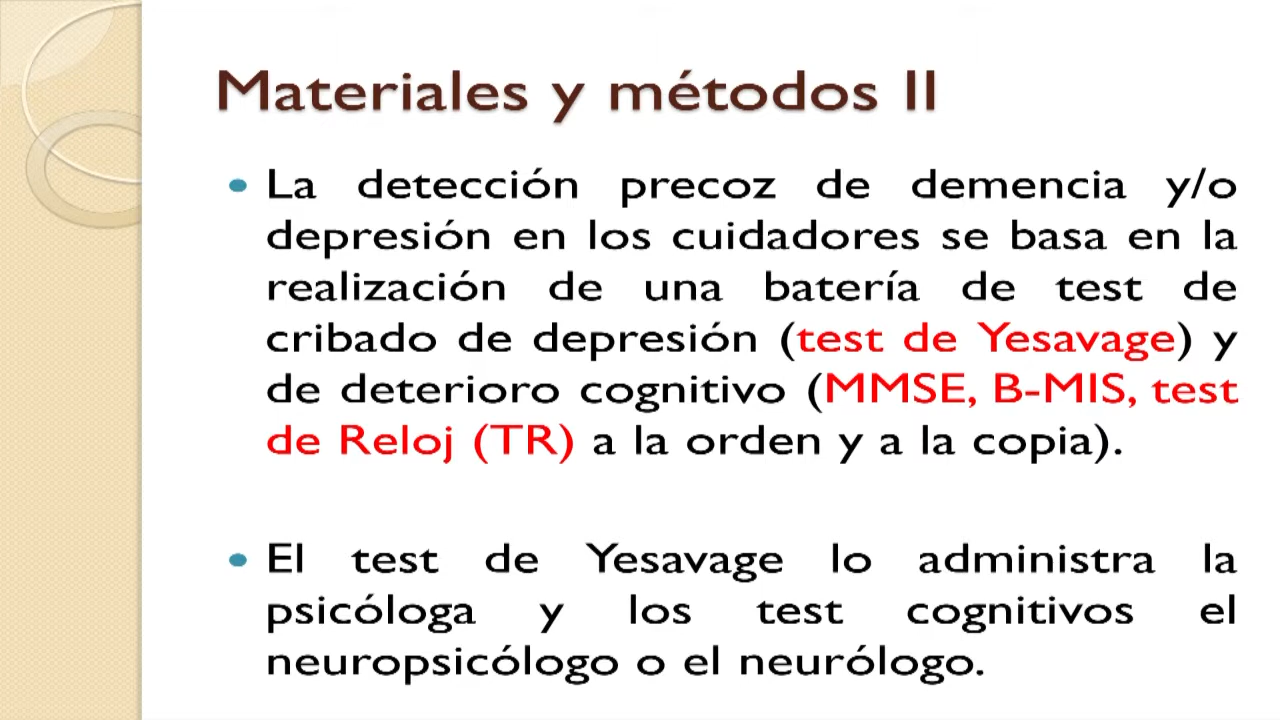 Materiales y métodos II
• La detección precoz de demencia y/o
depresión en los cuidadores se basa en la
realización de una batería de test de
cribado de depresión (test de Yesavage) y
de deterioro cognitivo (MMSE, B-MIS, test
de Reloj (TR) a la orden y a la copia).
• El test de Yesavage lo administra la
psicóloga y los test cognitivos el
neuropsicólogo o el neurólogo.